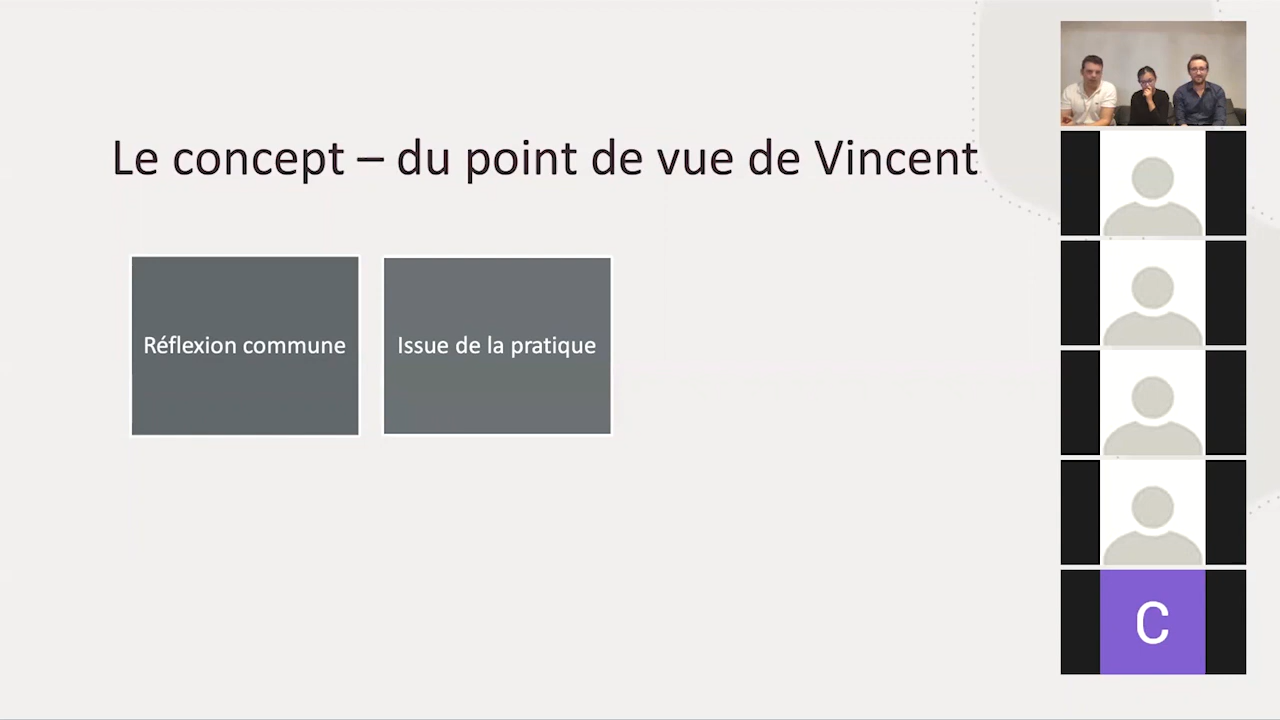 Le concept – du point de vue de Vincent
Réflexion commune
Issue de la pratique
C